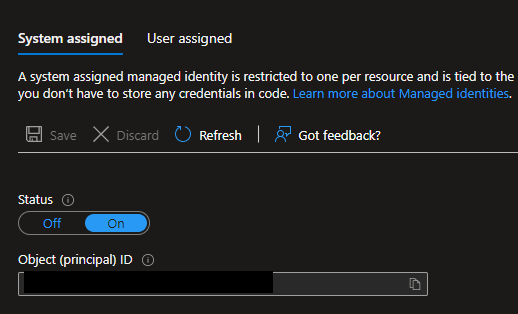 System assigned User assigned
A system assigned managed identity is restricted to one per resource and is tied to the
you don't have to store any credentials in code. Learn more about Managed identities.
Save Discard Refresh Got feedback?
Status
Off On
Object (principal) ID